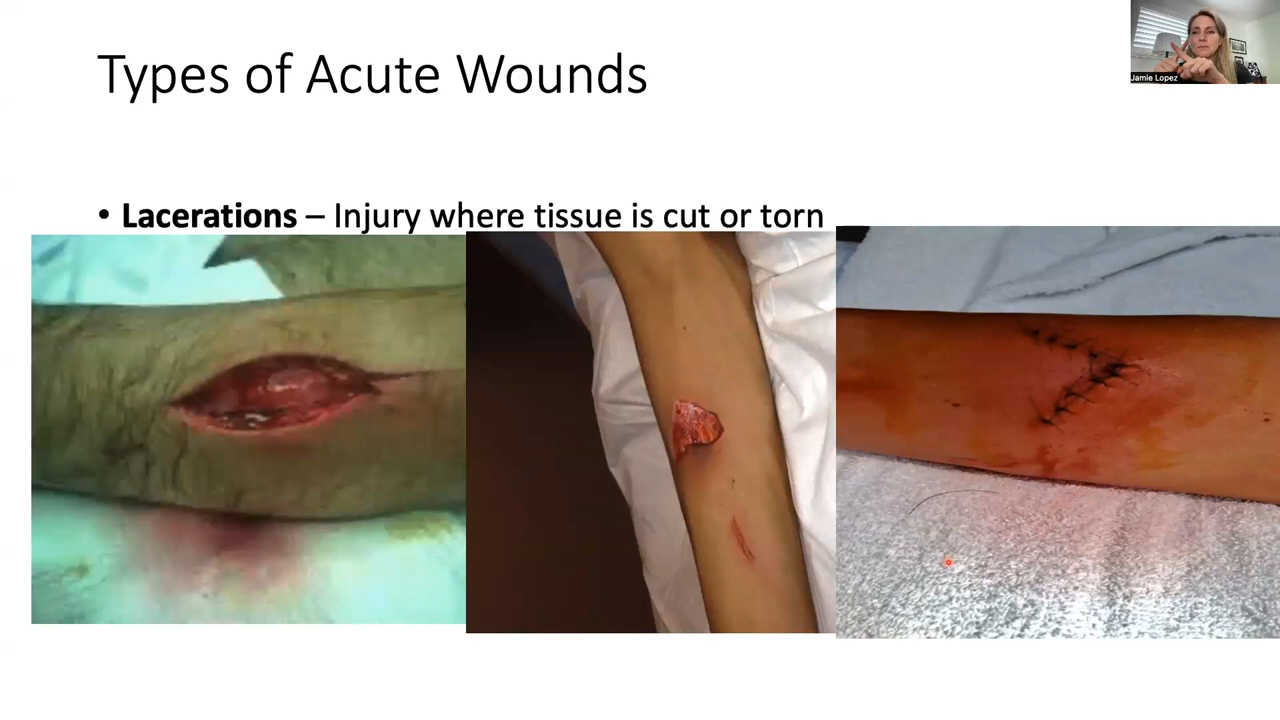 Types of Acute Wounds
Jamie Lopez
• Lacerations – Injury where tissue is cut or torn